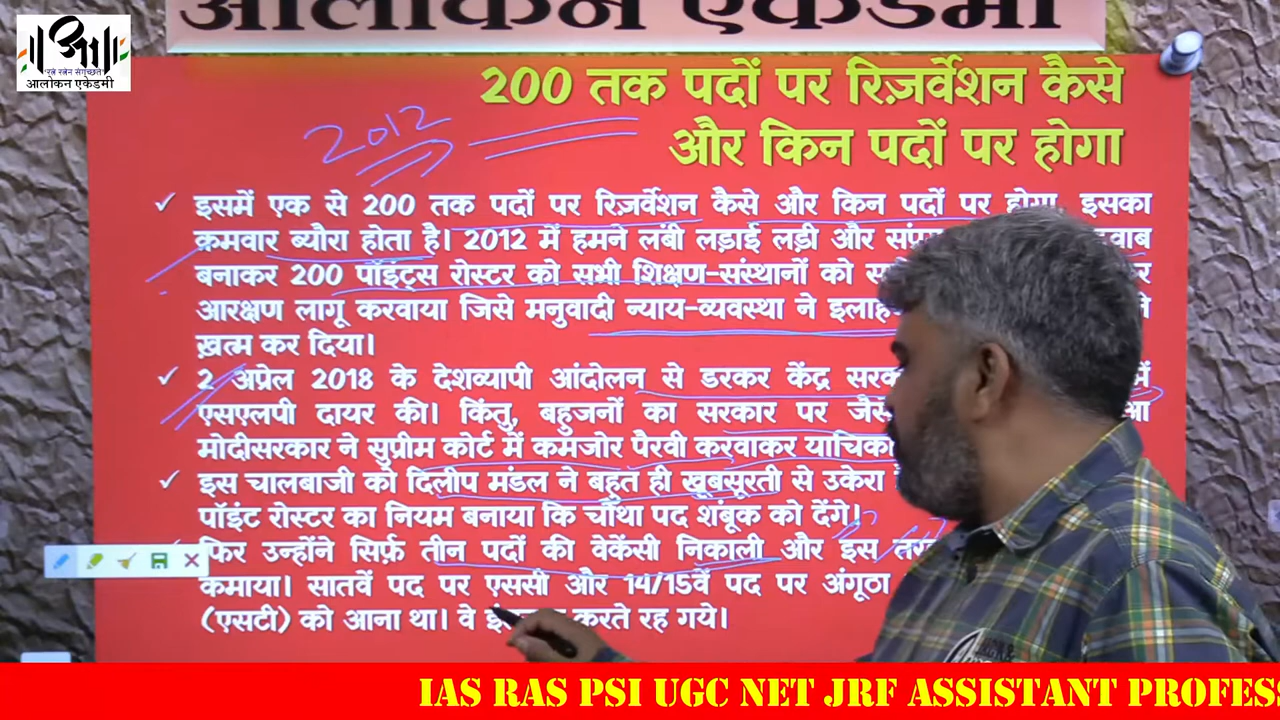 आलोकन एकेडमी
आलोकन एकेडमी
200 तक पदों पर रिज़र्वेशन कैसे
और किन पदों पर होगा
2012
✓ इसमें एक से 200 तक पदों पर रिज़र्वेशन कैसे और किन पदों पर होगा, इसका
क्रमवार ब्यौरा होता है। 2012 में हमने लंबी लड़ाई लड़ी और
बनाकर 200 पॉइंट्स रोस्टर को सभी शिक्षण-संस्थानों को
आरक्षण लागू करवाया जिसे मनुवादी न्याय-व्यवस्था ने
ख़त्म कर दिया।
✓ 2 अप्रेल 2018 के देशव्यापी आंदोलन से डरकर केंद्र में
एसएलपी दायर की। किंतु, बहुजनों का सरकार पर
मोदीसरकार ने सुप्रीम कोर्ट में कमजोर पैरवी करवाकर
✓ इस चालबाजी को दिलीप मंडल ने बहुत ही खूबसूरती से उकेरा
पॉइंट रोस्टर का नियम बनाया कि चौथा पद शंबूक को देंगे।
फिर उन्होंने सिर्फ़ तीन पदों की वेकेंसी निकाली और इस
कमाया। सातवें पद पर एससी और 14/15वें पद पर अंगूठा
(एसटी) को आना था। वे करते रह गये।
IAS RAS PSI UGC NET JRF ASSISTANT